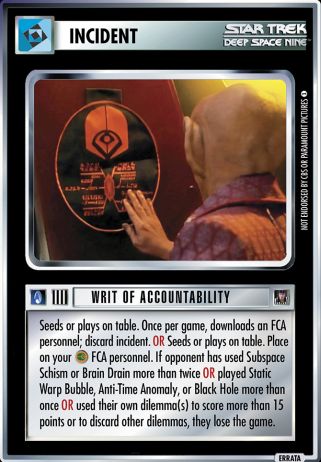 INCIDENT
STAR TREK
DEEP SPACE NINE
NOT ENDORSED BY CBS OR PARAMOUNT PICTURES
WRIT OF ACCOUNTABILITY
Seeds or plays on table. Once per game, downloads an FCA
personnel; discard incident. OR Seeds or plays on table. Place
on your FCA personnel. If opponent has used Subspace
Schism or Brain Drain more than twice OR played Static
Warp Bubble, Anti-Time Anomaly, or Black Hole more than
once OR used their own dilemma(s) to score more than 15
points or to discard other dilemmas, they lose the game.
ERRATA